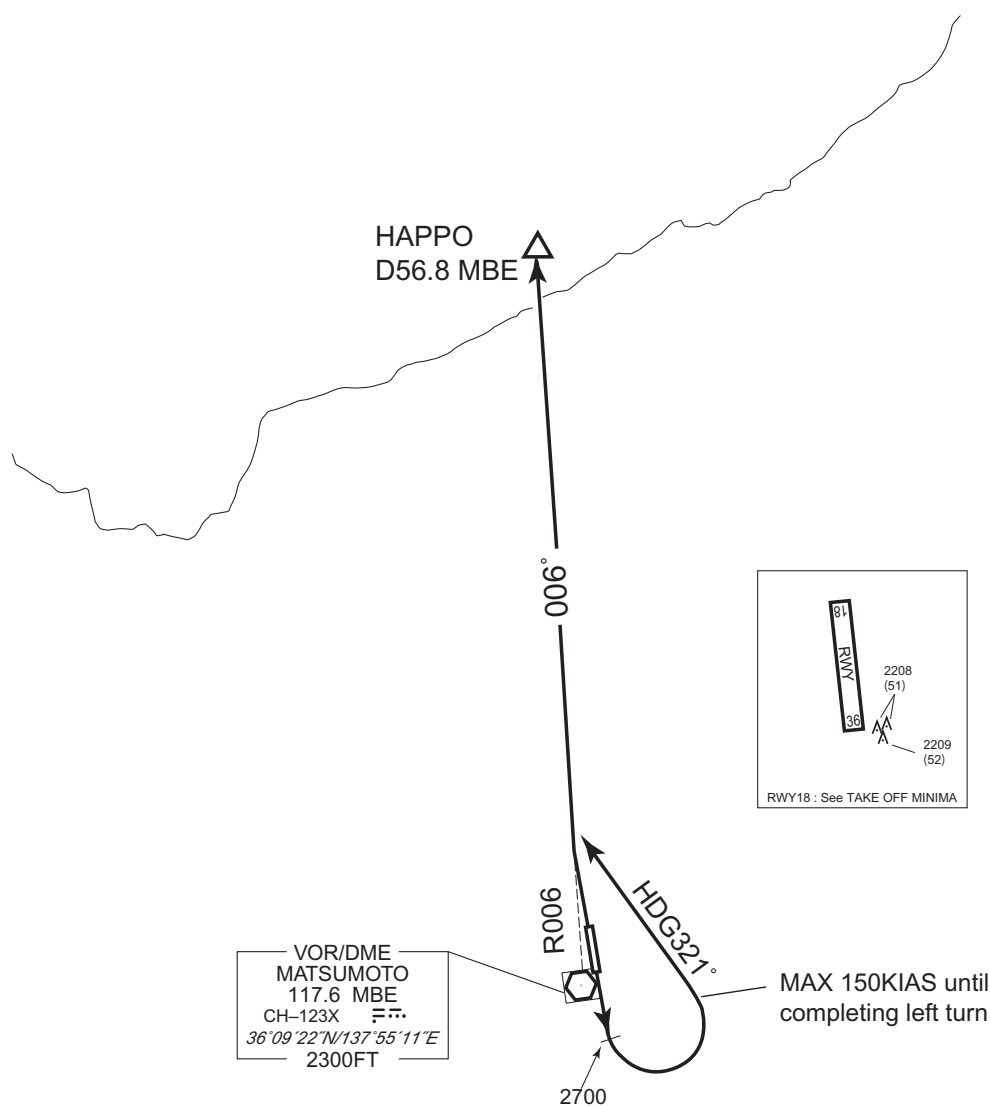 HAPPO
D56.8 MBE
006°
18
RWY
36
2208
(51)
2209
(52)
RWY18 : See TAKE OFF MINIMA
R006
HDG321°
VOR/DME
MATSUMOTO
117.6 MBE
CH–123X
36°09´22˝N/137°55´11˝E
2300FT
MAX 150KIAS until
completing left turn
2700